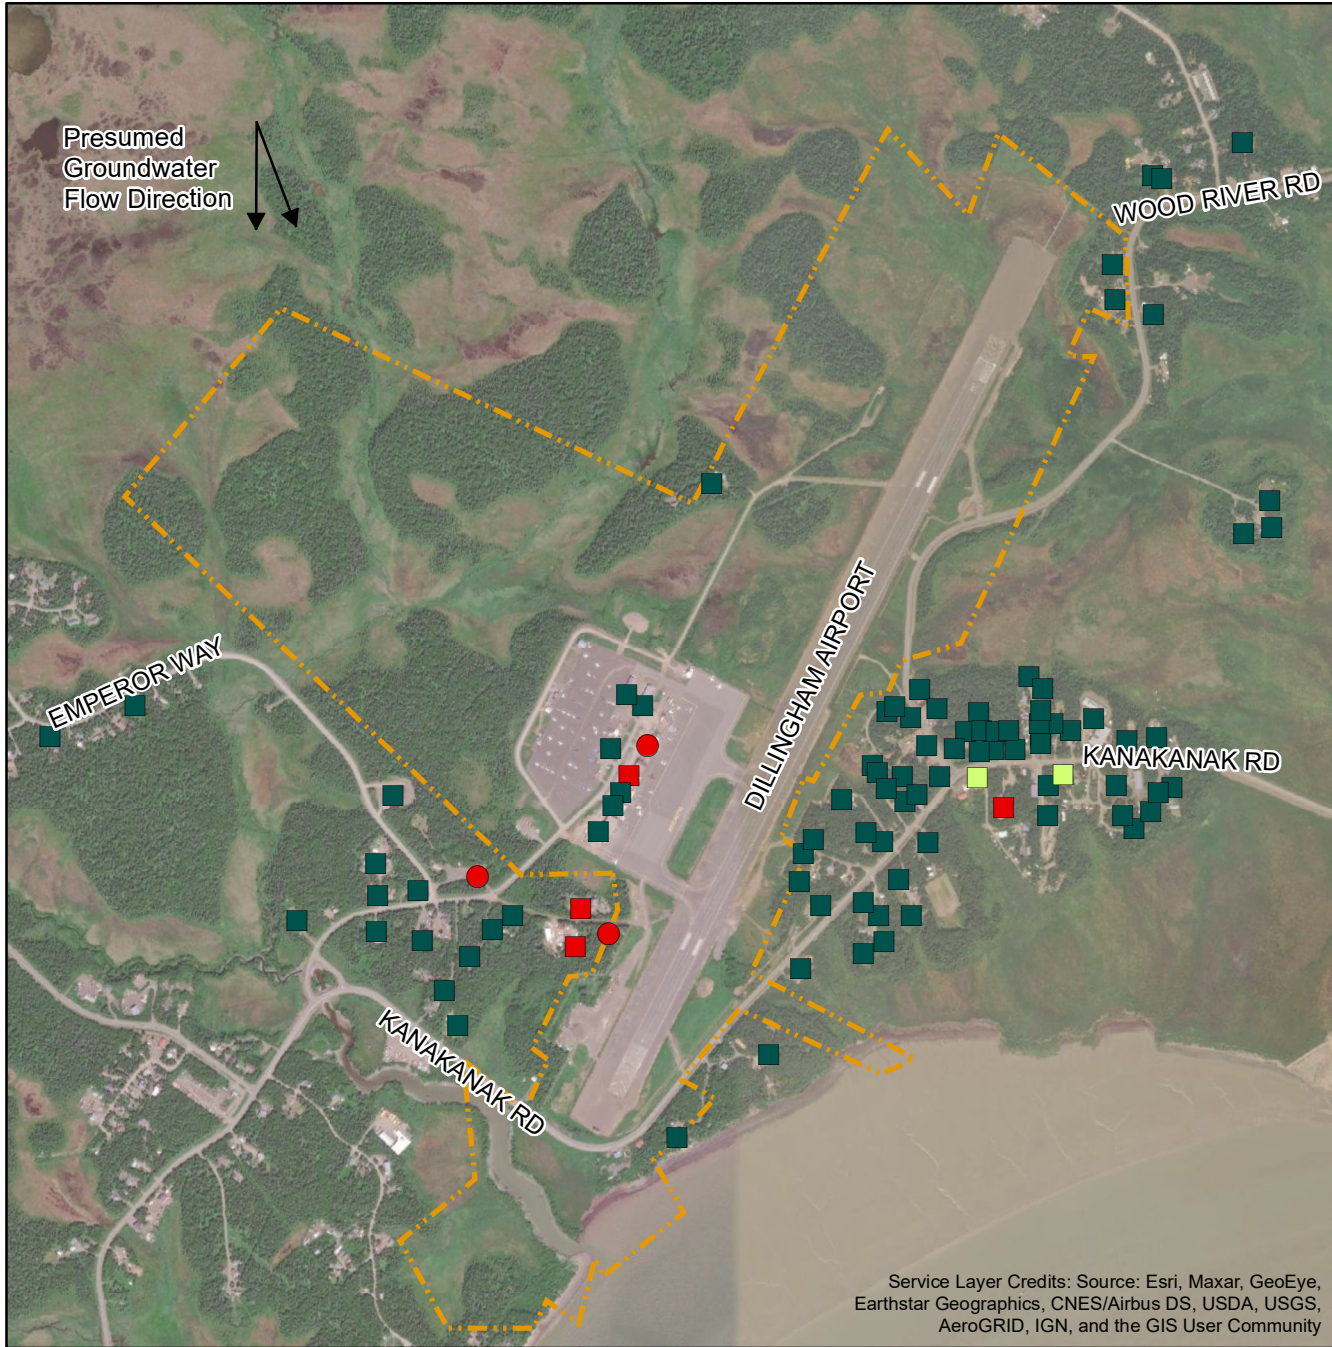 Presumed
Groundwater
Flow Direction
WOOD RIVER RD
EMPEROR WAY
DILLINGHAM AIRPORT
KANAKANAK RD
KANAKANAK RD
Service Layer Credits: Source: Esri, Maxar, GeoEye,
Earthstar Geographics, CNES/Airbus DS, USDA, USGS,
AeroGRID, IGN, and the GIS User Community